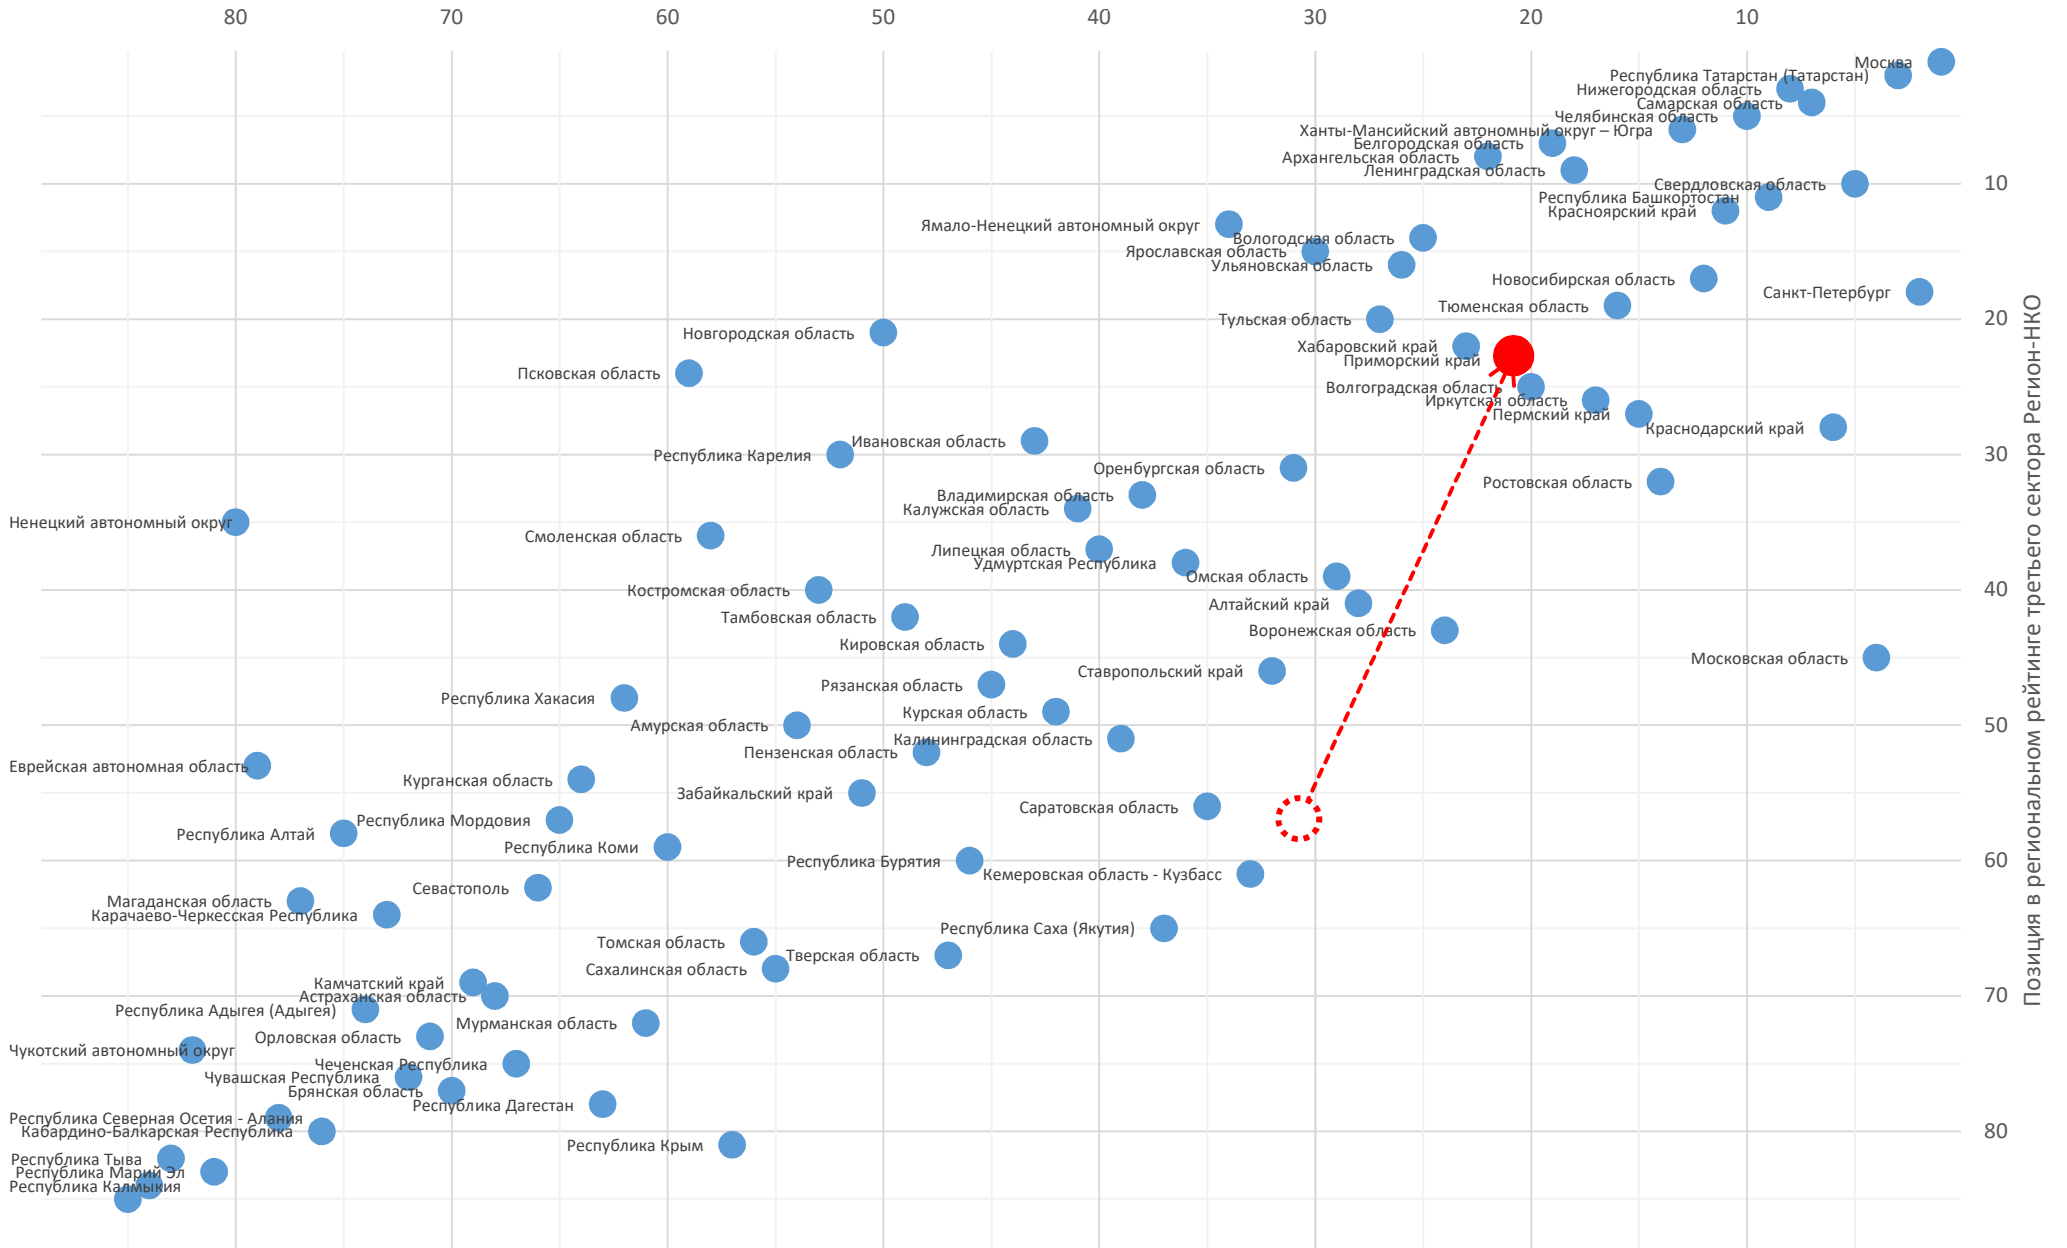 80 70 60 50 40 30 20 10
Москва
Республика Татарстан (Татарстан)
Нижегородская область
Самарская область
Челябинская область
Ханты-Мансийский автономный округ – Югра
Белгородская область
Архангельская область
Ленинградская область
Свердловская область
10
Республика Башкортостан
Красноярский край
Ямало-Ненецкий автономный округ
Вологодская область
Ярославская область
Ульяновская область
Новосибирская область
Санкт-Петербург
Тюменская область
Тульская область
20
Новгородская область
Хабаровский край
Приморский край
Псковская область
Волгоградская область
Иркутская область
Пермский край
Краснодарский край
Ивановская область
Республика Карелия
30
Оренбургская область
Ростовская область
Владимирская область
Калужская область
Ненецкий автономный округ
Смоленская область
Липецкая область
Удмуртская Республика
Омская область
Костромская область
40
Алтайский край
Тамбовская область
Воронежская область
Кировская область
Московская область
Ставропольский край
Рязанская область
Республика Хакасия
Курская область
Амурская область
50
Калининградская область
Пензенская область
Еврейская автономная область
Курганская область
Забайкальский край
Саратовская область
Республика Мордовия
Республика Алтай
Республика Коми
Республика Бурятия
60
Кемеровская область - Кузбасс
Севастополь
Магаданская область
Карачаево-Черкесская Республика
Республика Саха (Якутия)
Томская область
Тверская область
Сахалинская область
Камчатский край
Астраханская область
70
Республика Адыгея (Адыгея)
Мурманская область
Орловская область
Чукотский автономный округ
Чеченская Республика
Чувашская Республика
Брянская область
Республика Дагестан
Республика Северная Осетия - Алания
Кабардино-Балкарская Республика
80
Республика Крым
Республика Тыва
Республика Марий Эл
Республика Калмыкия
Позиция в региональном рейтинге третьего сектора Регион-НКО